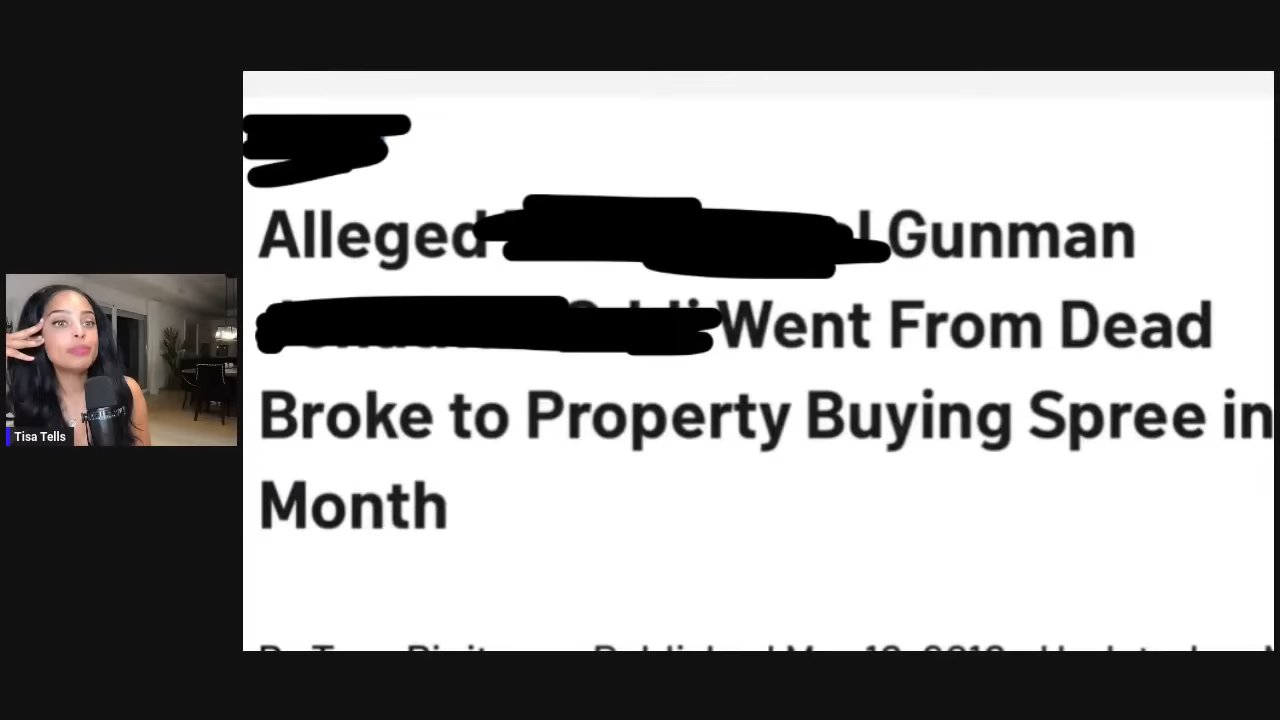 Alleged Gunman
Went From Dead
Broke to Property Buying Spree in
Month
Tisa Tells